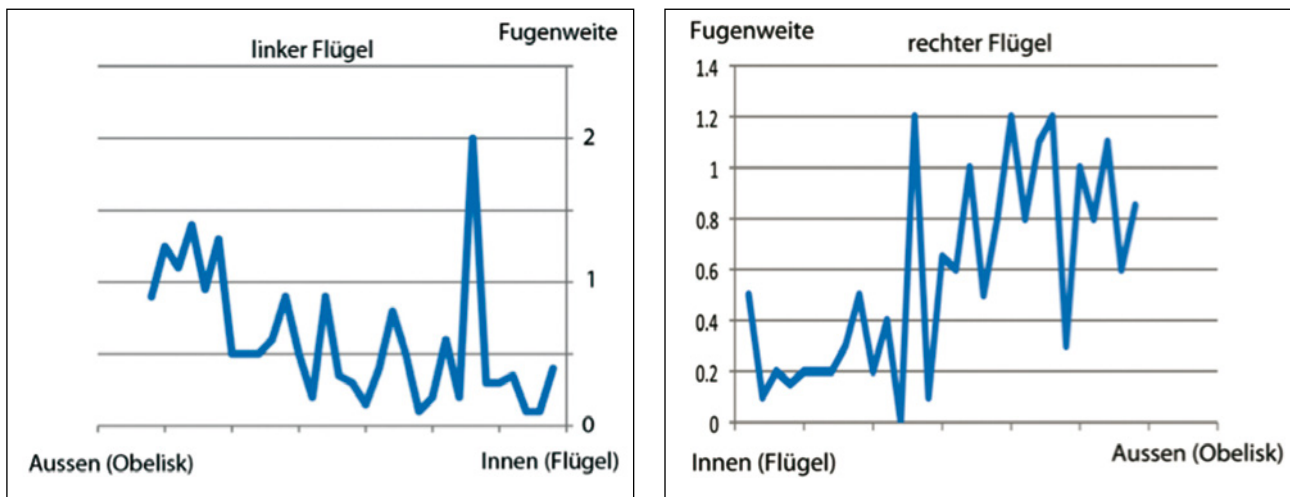 Fugenweite
linker Flügel
2
1
0
Aussen (Obelisk)
Innen (Flügel)
Fugenweite
rechter Flügel
1.4
1.2
1
0.8
0.6
0.4
0.2
0
Innen (Flügel)
Aussen (Obelisk)